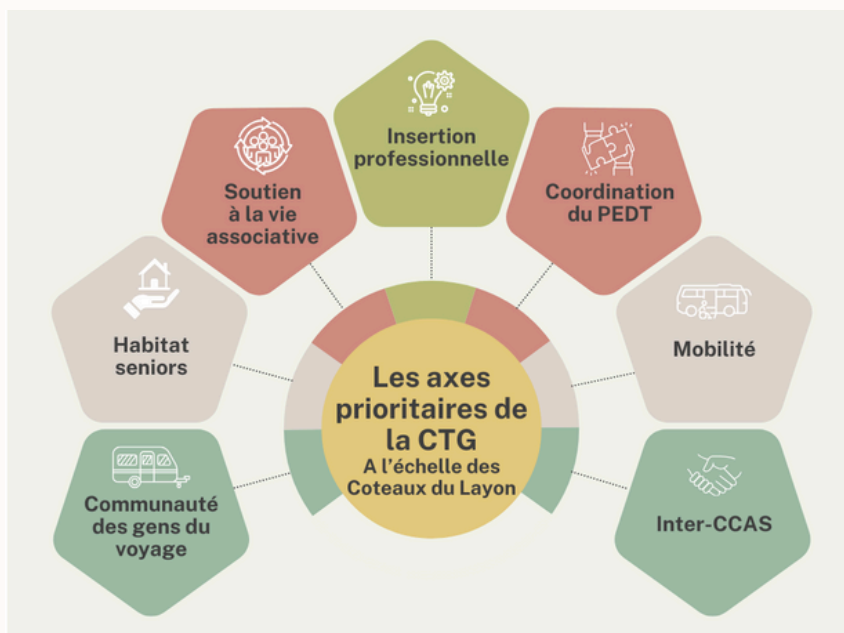 Insertion
professionnelle
Soutien
à la vie
associative
Coordination
du PEDT
Habitat
seniors
Mobilité
Les axes
prioritaires de
la CTG
A l'échelle des
Coteaux du Layon
Communauté
des gens du
voyage
Inter-CCAS